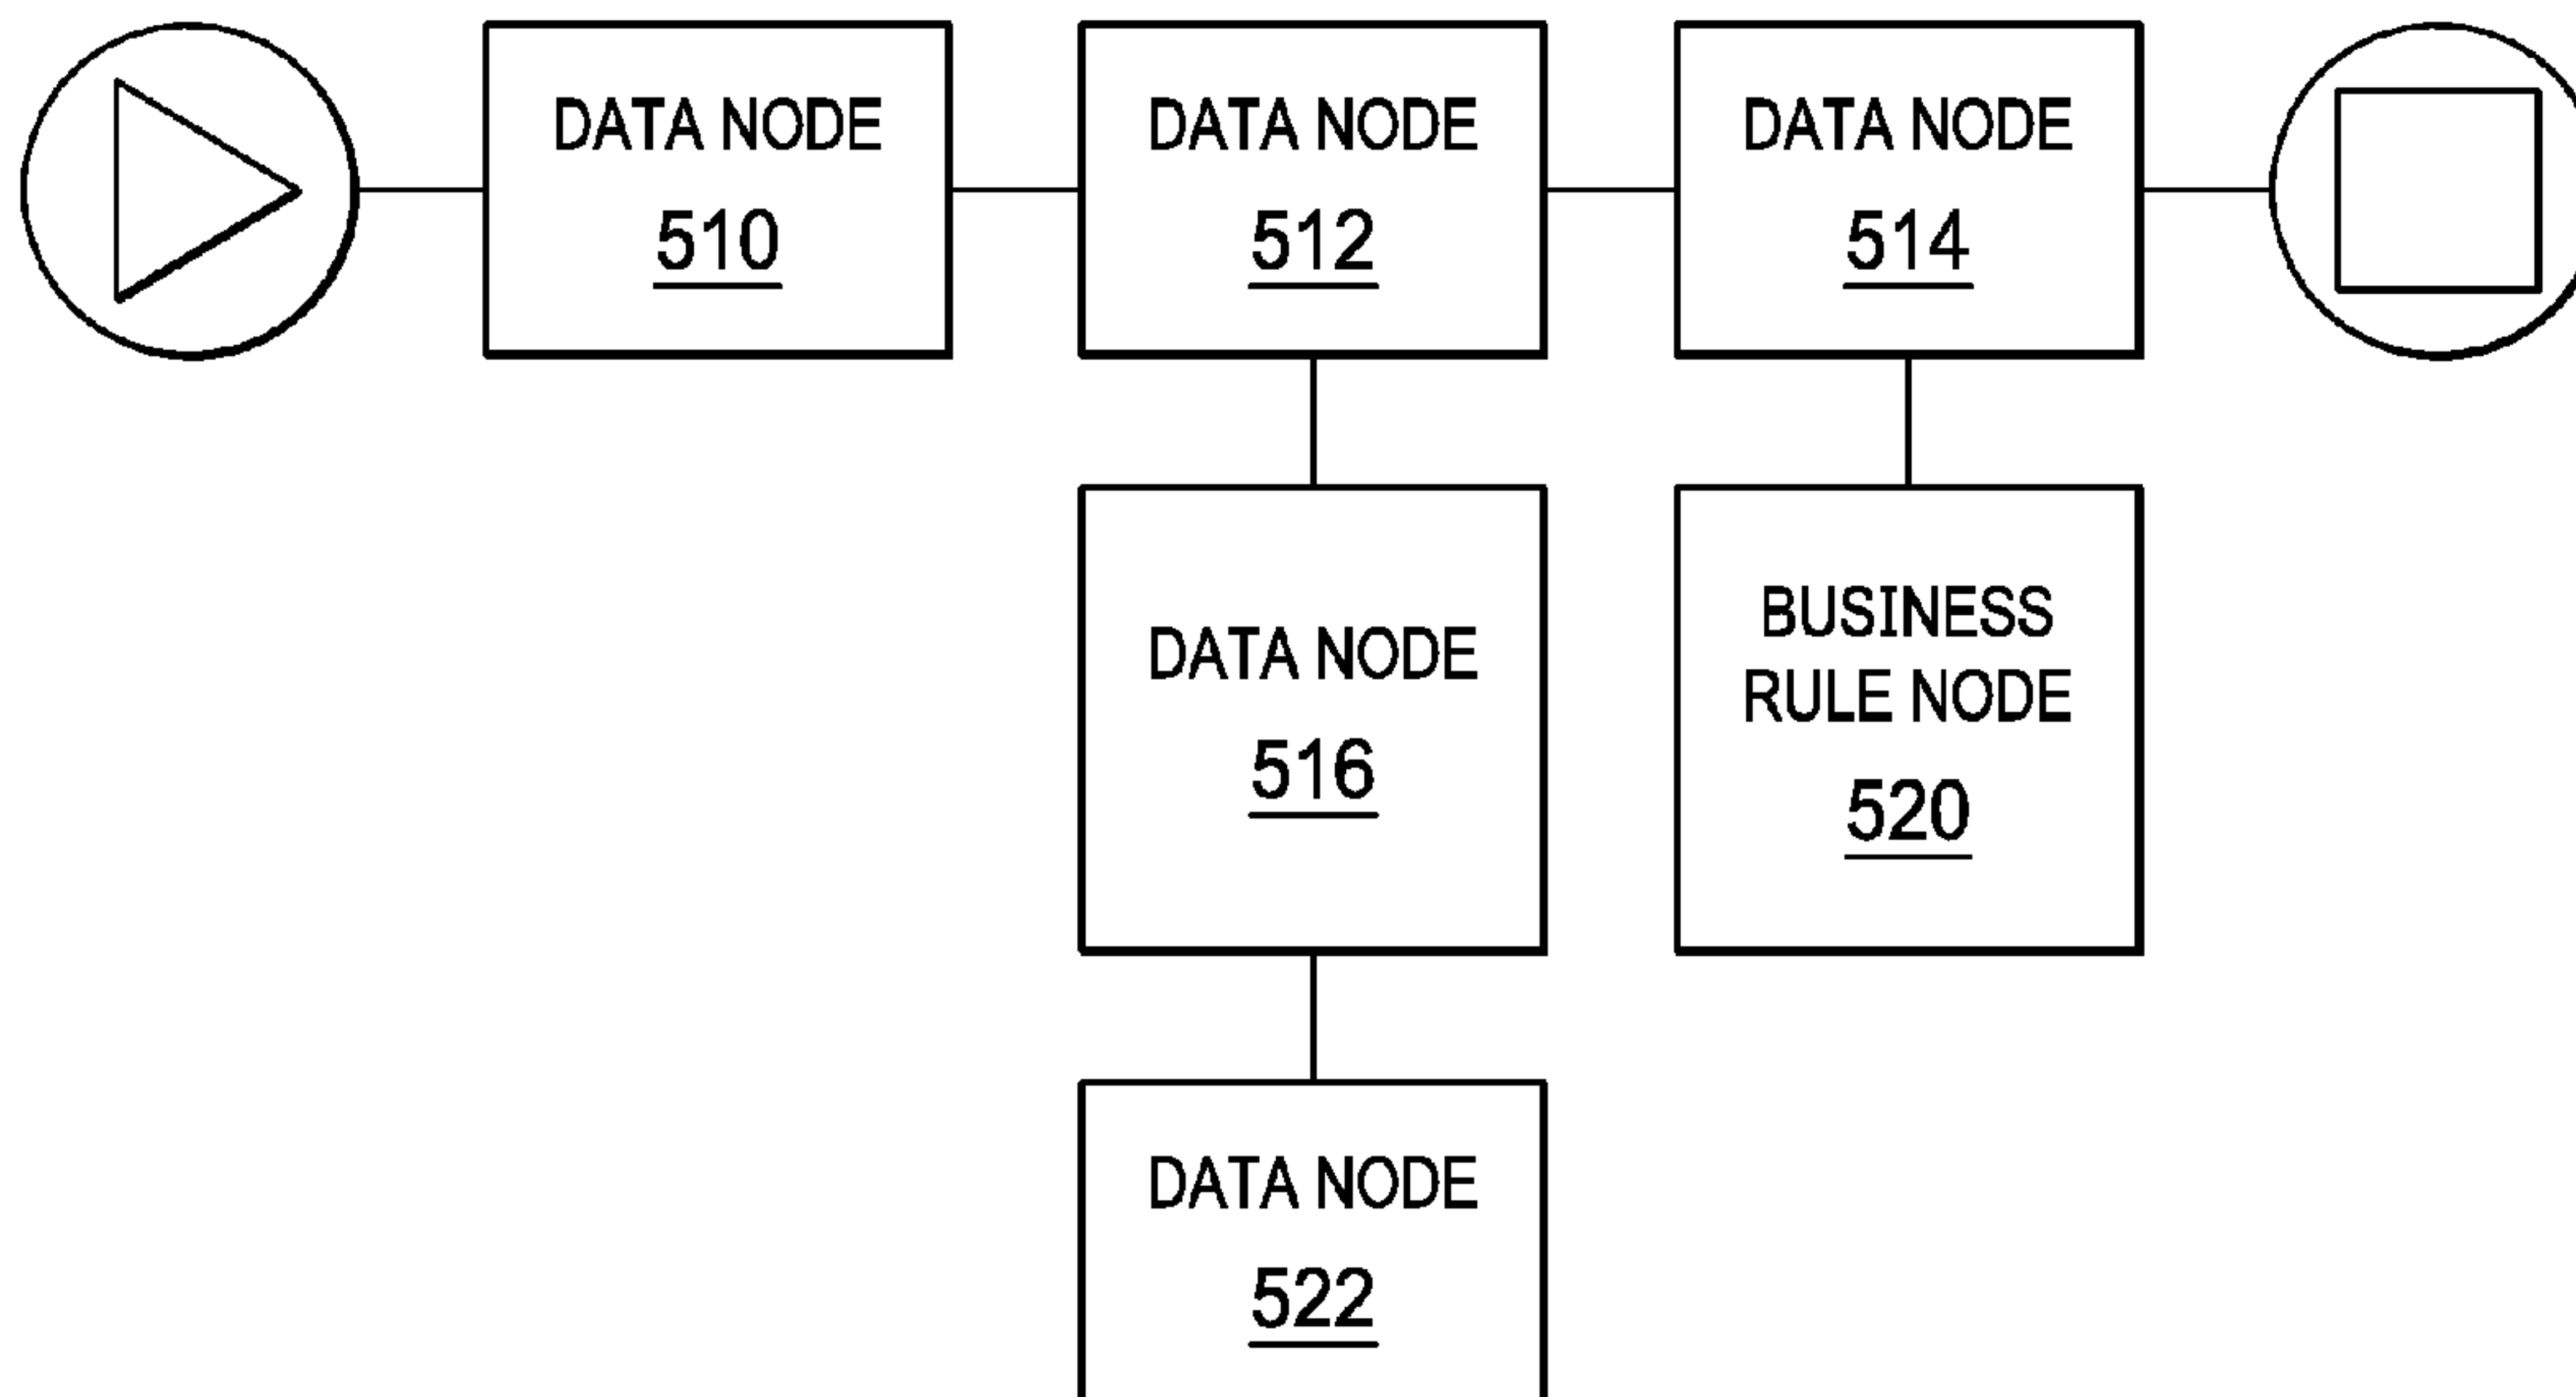 DATA NODE
510
DATA NODE
512
DATA NODE
514
DATA NODE
516
BUSINESS
RULE NODE
520
DATA NODE
522